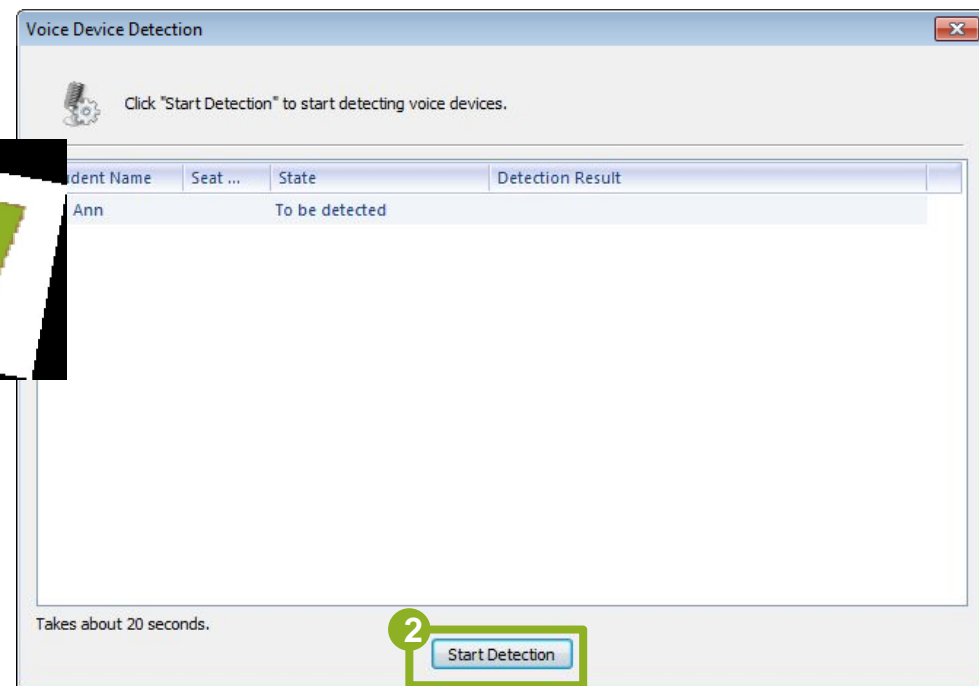 Voice Device Detection
Click "Start Detection" to start detecting voice devices.
dent Name Seat ... State Detection Result
Ann To be detected
Takes about 20 seconds.
2
Start Detection